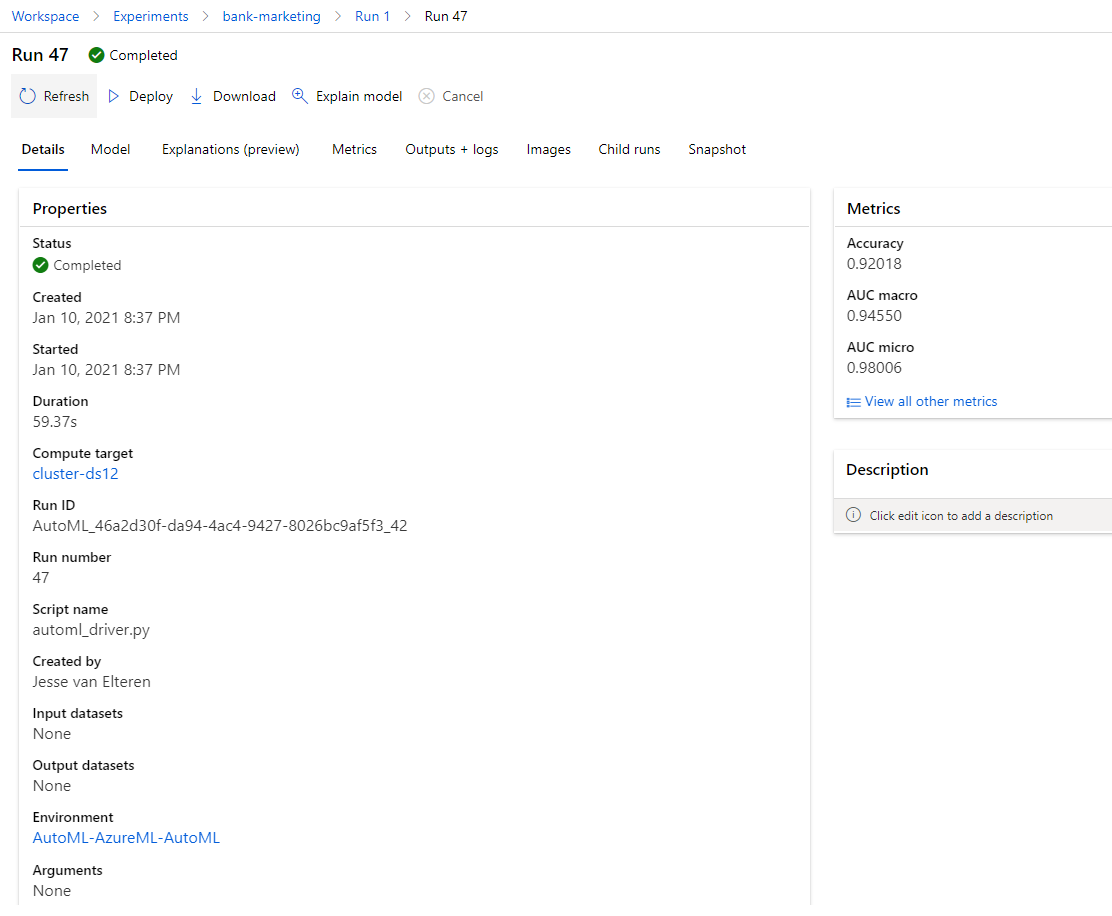 Workspace > Experiments > bank-marketing > Run 1 > Run 47
Run 47 Completed
Refresh Deploy Download Explain model Cancel
Details Model Explanations (preview) Metrics Outputs + logs Images Child runs Snapshot
Properties
Status
Completed
Created
Jan 10, 2021 8:37 PM
Started
Jan 10, 2021 8:37 PM
Duration
59.37s
Compute target
cluster-ds12
Run ID
AutoML_46a2d30f-da94-4ac4-9427-8026bc9af5f3_42
Run number
47
Script name
automl_driver.py
Created by
Jesse van Elteren
Input datasets
None
Output datasets
None
Environment
AutoML-AzureML-AutoML
Arguments
None
Metrics
Accuracy
0.92018
AUC macro
0.94550
AUC micro
0.98006
View all other metrics
Description
Click edit icon to add a description